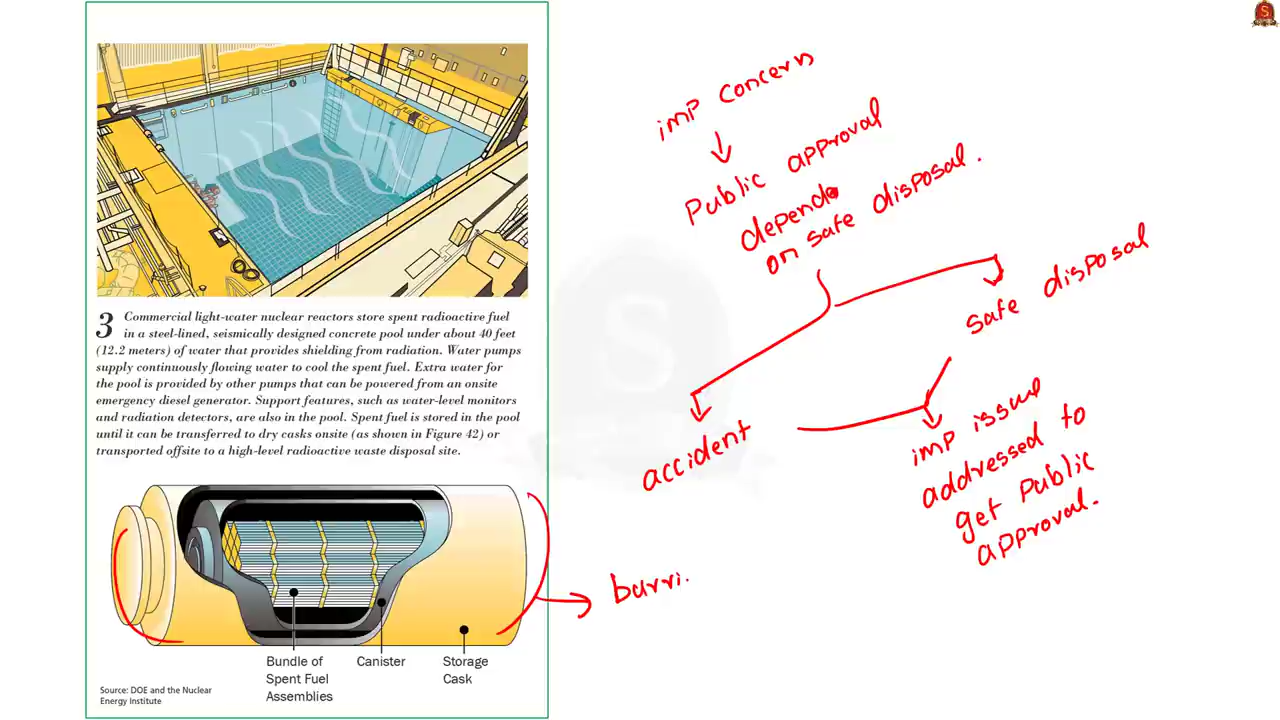 3 Commercial light-water nuclear reactors store spent radioactive fuel
in a steel-lined, seismically designed concrete pool under about 40 feet
(12.2 meters) of water that provides shielding from radiation. Water pumps
supply continuously flowing water to cool the spent fuel. Extra water for
the pool is provided by other pumps that can be powered from an onsite
emergency diesel generator. Support features, such as water-level monitors
and radiation detectors, are also in the pool. Spent fuel is stored in the pool
until it can be transferred to dry casks onsite (as shown in Figure 42) or
transported offsite to a high-level radioactive waste disposal site.
Bundle of
Spent Fuel
Assemblies
Canister
Storage
Cask
Source: DOE and the Nuclear
Energy Institute
imp concern
Public approval
depends
on safe disposal.
safe disposal
accident
imp issue
addressed to
get public
approval.
barri.
S
S